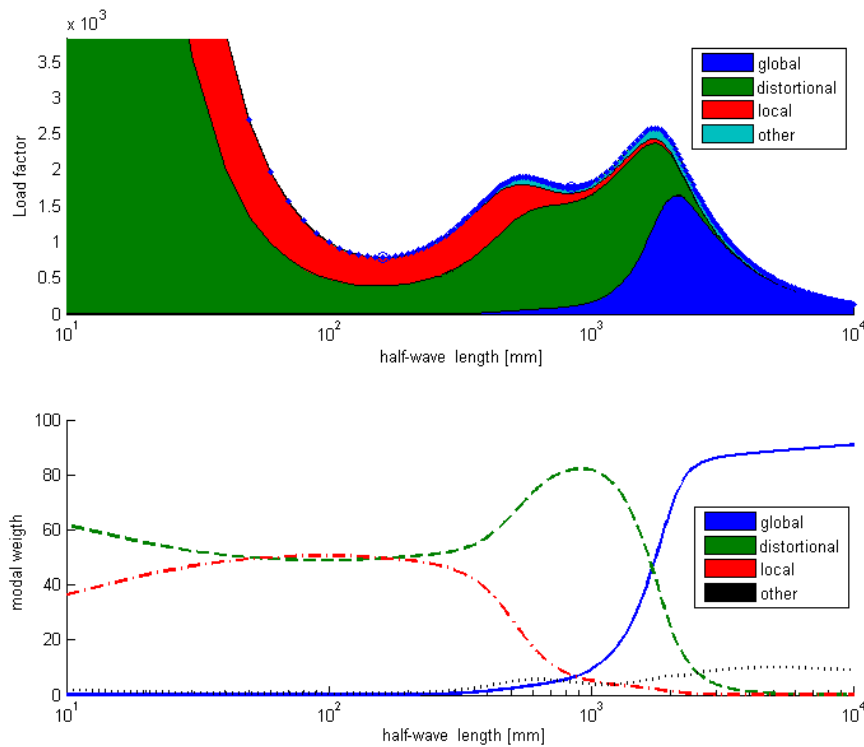 x 10^3
3.5
3
2.5
2
1.5
1
0.5
0
Load factor
10^1
10^2
10^3
10^4
half-wave length [mm]
global
distortional
local
other
100
80
60
40
20
0
modal weigth
10^1
10^2
10^3
10^4
half-wave length [mm]
global
distortional
local
other